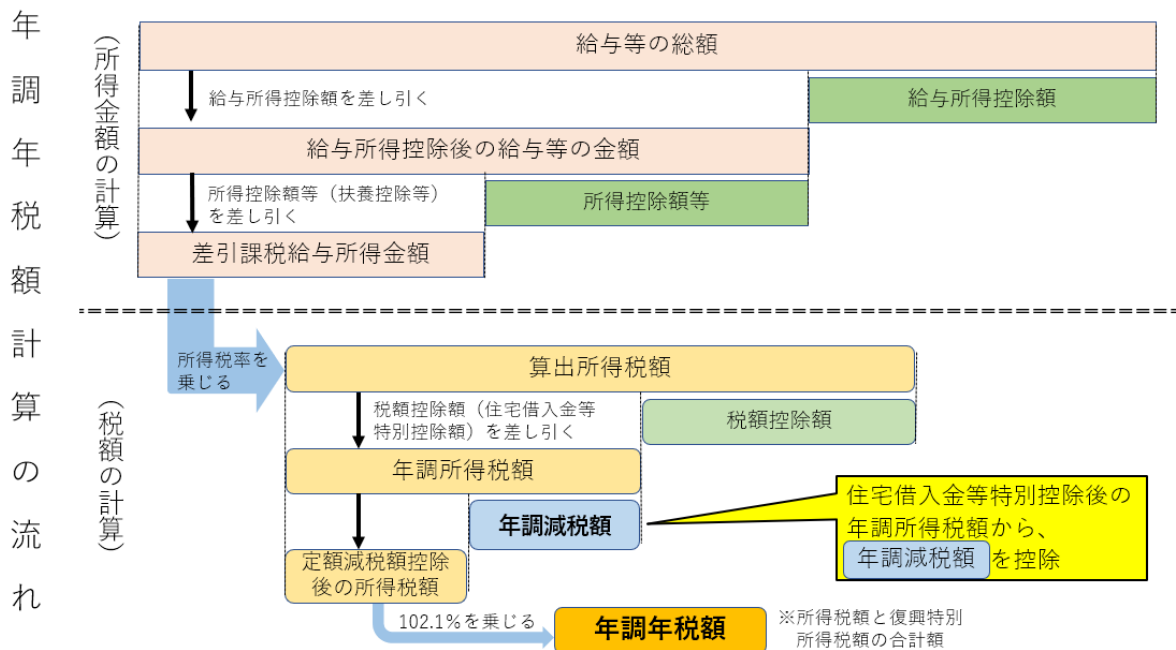 年調年税額計算の流れ
(所得金額の計算)
給与等の総額
給与所得控除額を差し引く
給与所得控除額
給与所得控除後の給与等の金額
所得控除額等（扶養控除等）
を差し引く
所得控除額等
差引課税給与所得金額
(税額の計算)
所得税率を
乗じる
算出所得税額
税額控除額（住宅借入金等
特別控除額）を差し引く
税額控除額
年調所得税額
年調減税額
住宅借入金等特別控除後の
年調所得税額から、
年調減税額を控除
定額減税額控除
後の所得税額
102.1%を乗じる
年調年税額
※所得税額と復興特別
所得税額の合計額